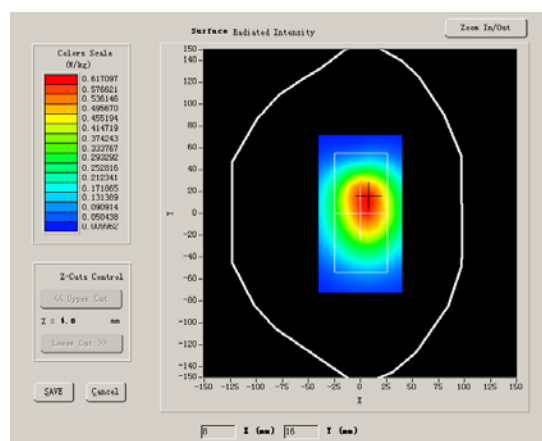 Surface Radiated Intensity
Zoom In/Out
Colors Scale
(W/kg)
0.617097
0.576621
0.536146
0.495670
0.455194
0.414719
0.374243
0.333767
0.293292
0.252816
0.212341
0.171865
0.131389
0.090914
0.050438
0.009962
150
140
120
100
80
60
40
20
0
-20
-40
-60
-80
-100
-120
-140
-150
Y
-150 -125 -100 -75 -50 -25 0 25 50 75 100 125 150
X
Z-Cuts Control
<< Upper Cut
Z = 4.0 mm
Lower Cut >>
SAVE Cancel
8 X (mm) 16 Y (mm)